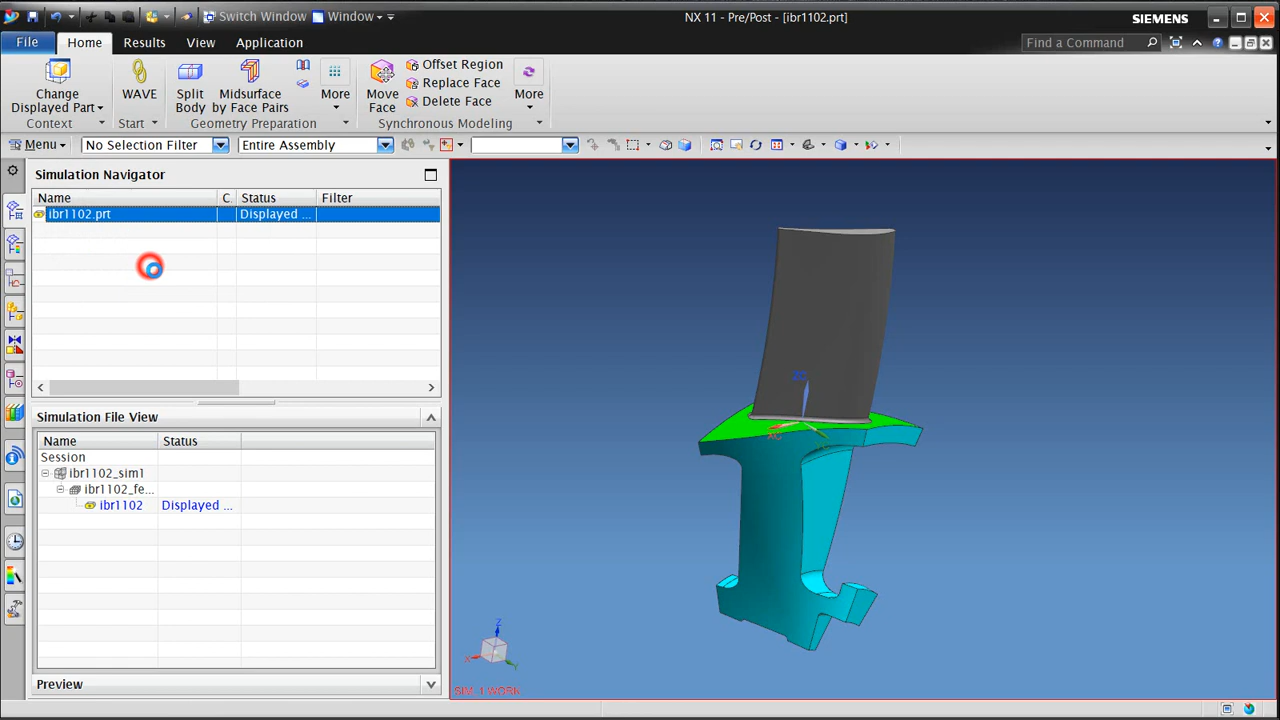 Switch Window Window NX 11 - Pre/Post - [ibr1102.prt] SIEMENS
File Home Results View Application Find a Command
Change Displayed Part
WAVE
Split Body
Midsurface by Face Pairs
More
Move Face
Offset Region
Replace Face
Delete Face
More
Context Start Geometry Preparation Synchronous Modeling
Menu No Selection Filter Entire Assembly
Simulation Navigator
Name C. Status Filter
ibr1102.prt Displayed ...
Simulation File View
Name Status
Session
ibr1102_sim1
ibr1102_fe...
ibr1102 Displayed ...
Preview
Z
X
Y
SIM-1 WORK